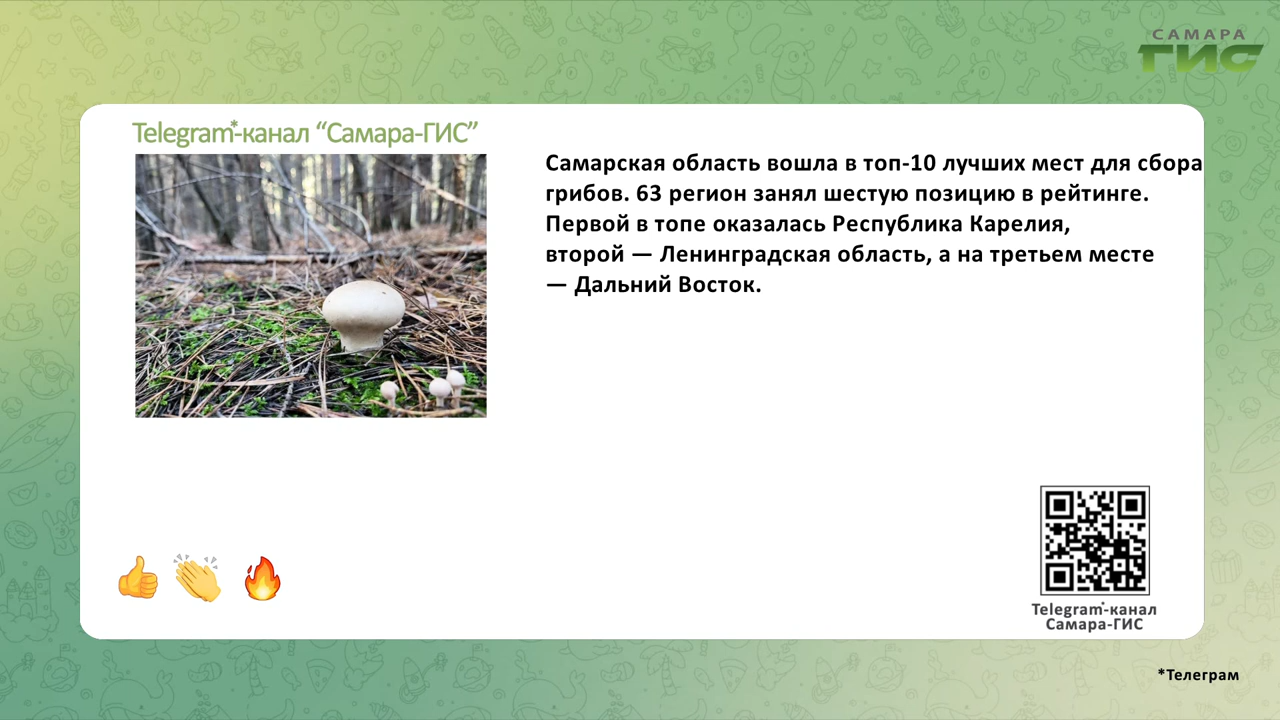 САМАРА
ГИС
Telegram*-канал “Самара-ГИС”
Самарская область вошла в топ-10 лучших мест для сбора
грибов. 63 регион занял шестую позицию в рейтинге.
Первой в топе оказалась Республика Карелия,
второй — Ленинградская область, а на третьем месте
— Дальний Восток.
Telegram*-канал
Самара-ГИС
*Телеграм